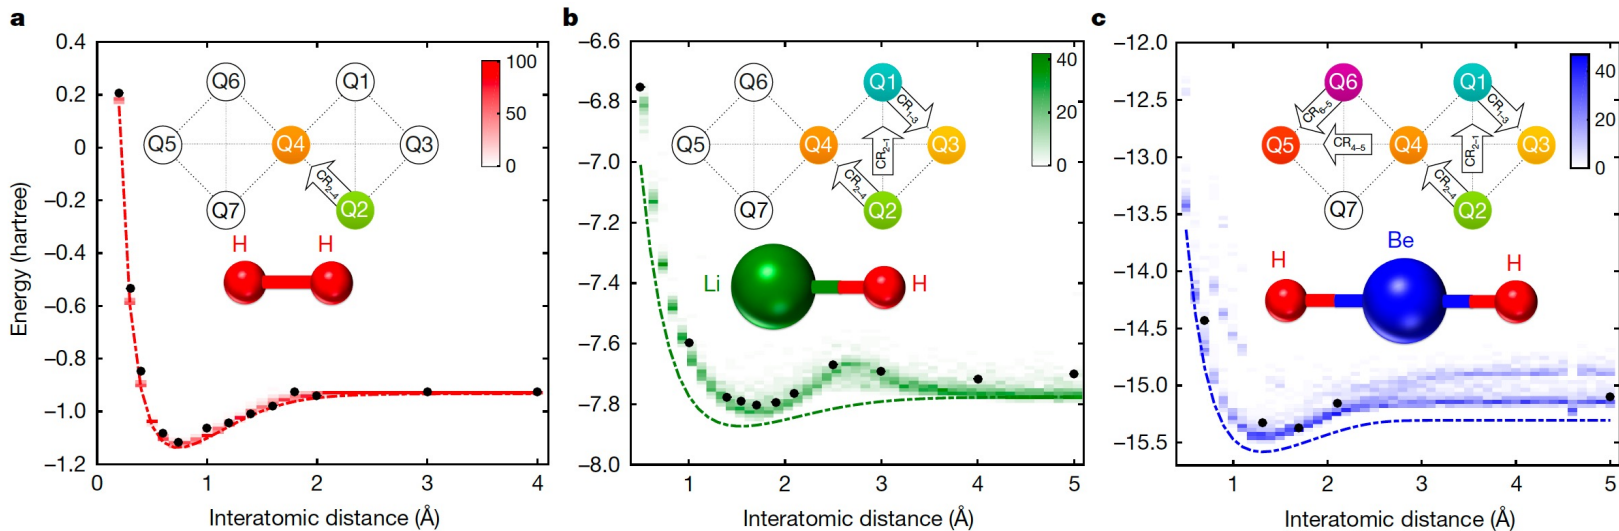 a
Energy (hartree)
0.4
0.2
0
−0.2
−0.4
−0.6
−0.8
−1.0
−1.2
0
1
2
3
4
Interatomic distance (Å)
100
50
0
Q6
Q1
Q5
Q4
Q3
CR2–4
Q7
Q2
H H
b
−6.6
−6.8
−7.0
−7.2
−7.4
−7.6
−7.8
−8.0
1
2
3
4
5
Interatomic distance (Å)
40
20
0
Q6
Q1
CR1–3
Q5
Q4
Q3
CR2–1
CR2–4
Q7
Q2
Li
H
c
−12.0
−12.5
−13.0
−13.5
−14.0
−14.5
−15.0
−15.5
1
2
3
4
5
Interatomic distance (Å)
40
20
0
Q6
Q1
CR6–5
CR1–3
Q5
CR4–5
Q4
CR2–1
Q3
CR2–4
Q7
Q2
H
Be
H